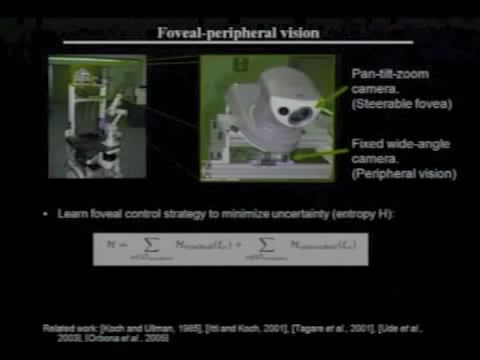 Foveal-peripheral vision
Pan-tilt-zoom
camera.
(Steerable fovea)
Fixed wide-angle
camera.
(Peripheral vision)
• Learn foveal control strategy to minimize uncertainty (entropy H):
Related work: [Koch and Ullman, 1985], [Itti and Koch, 2001], [Tagare et al., 2001], [Ude et al.,
2003], [Orbona et al., 2005]